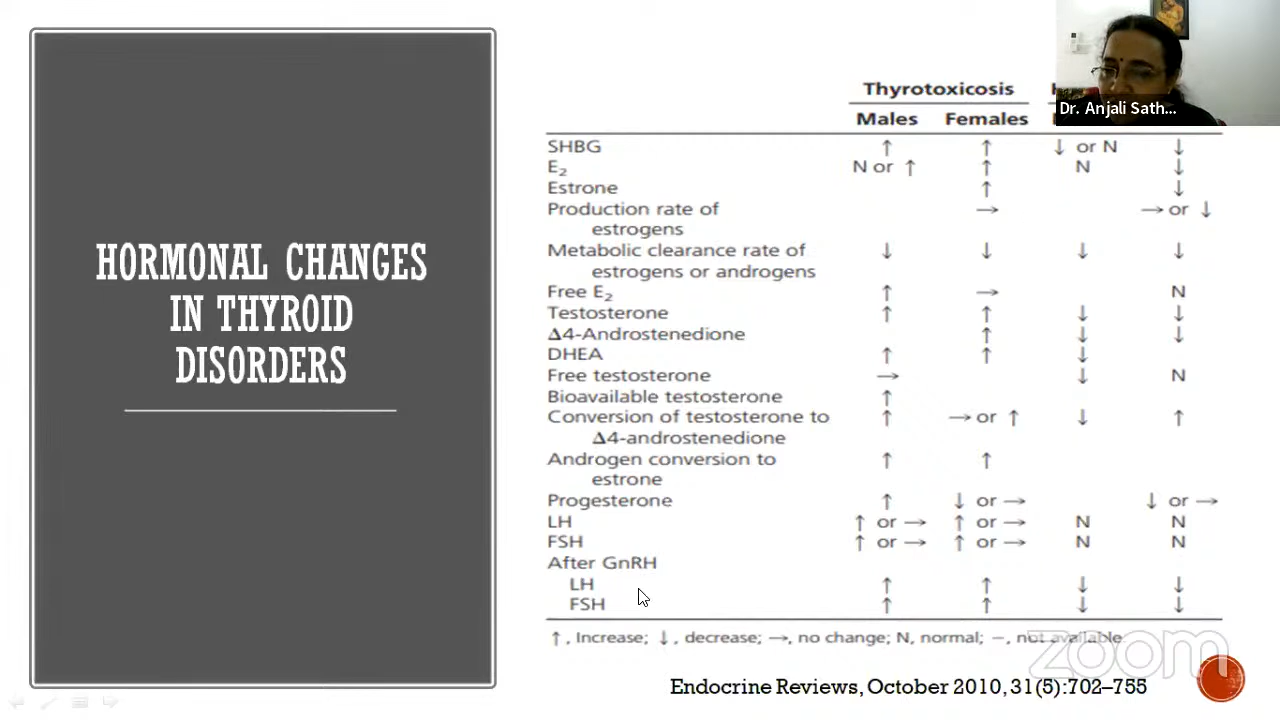 HORMONAL CHANGES
IN THYROID
DISORDERS
Dr. Anjali Sath...
Thyrotoxicosis
Males Females
SHBG ↑ ↑ ↓ or N ↓
E₂ N or ↑ ↑ N ↓
Estrone ↑ ↓
Production rate of → → or ↓
estrogens
Metabolic clearance rate of ↓ ↓ ↓ ↓
estrogens or androgens
Free E₂ ↑ → N
Testosterone ↑ ↑ ↓ ↓
Δ4-Androstenedione ↑ ↓ ↓
DHEA ↑ ↑ ↓
Free testosterone → ↓ N
Bioavailable testosterone ↑
Conversion of testosterone to ↑ → or ↑ ↓ ↑
Δ4-androstenedione
Androgen conversion to ↑ ↑
estrone
Progesterone ↑ ↓ or → ↓ or →
LH ↑ or → ↑ or → N N
FSH ↑ or → ↑ or → N N
After GnRH
LH ↑ ↑ ↓ ↓
FSH ↑ ↑ ↓ ↓
↑, Increase; ↓, decrease; →, no change; N, normal; −, not available.
zoom
Endocrine Reviews, October 2010, 31(5):702–755